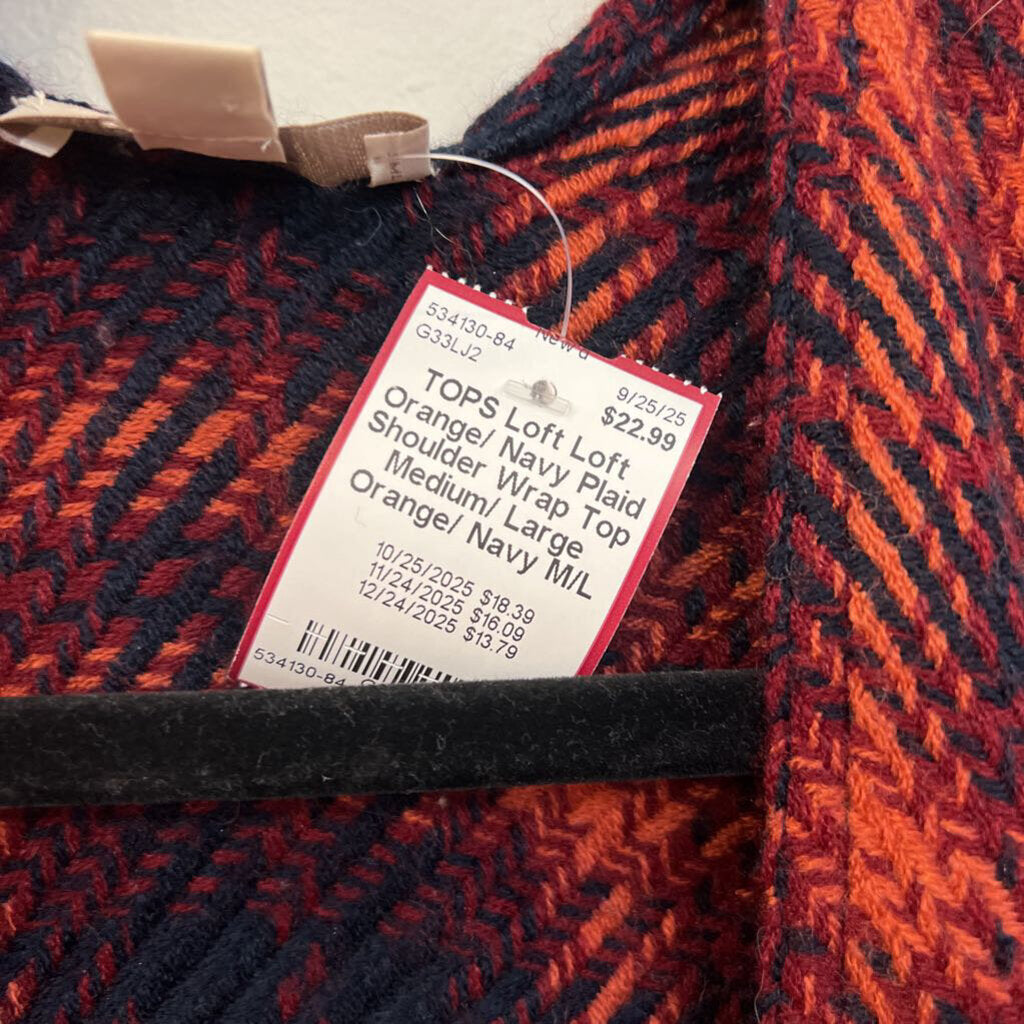 534130-84
G33LJ2
9/25/25
$22.99
TOPS Loft Loft
Orange/ Navy Plaid
Shoulder Wrap Top
Medium/ Large
Orange/ Navy M/L
10/25/2025 $18.39
11/24/2025 $16.09
12/24/2025 $13.79
534130-84